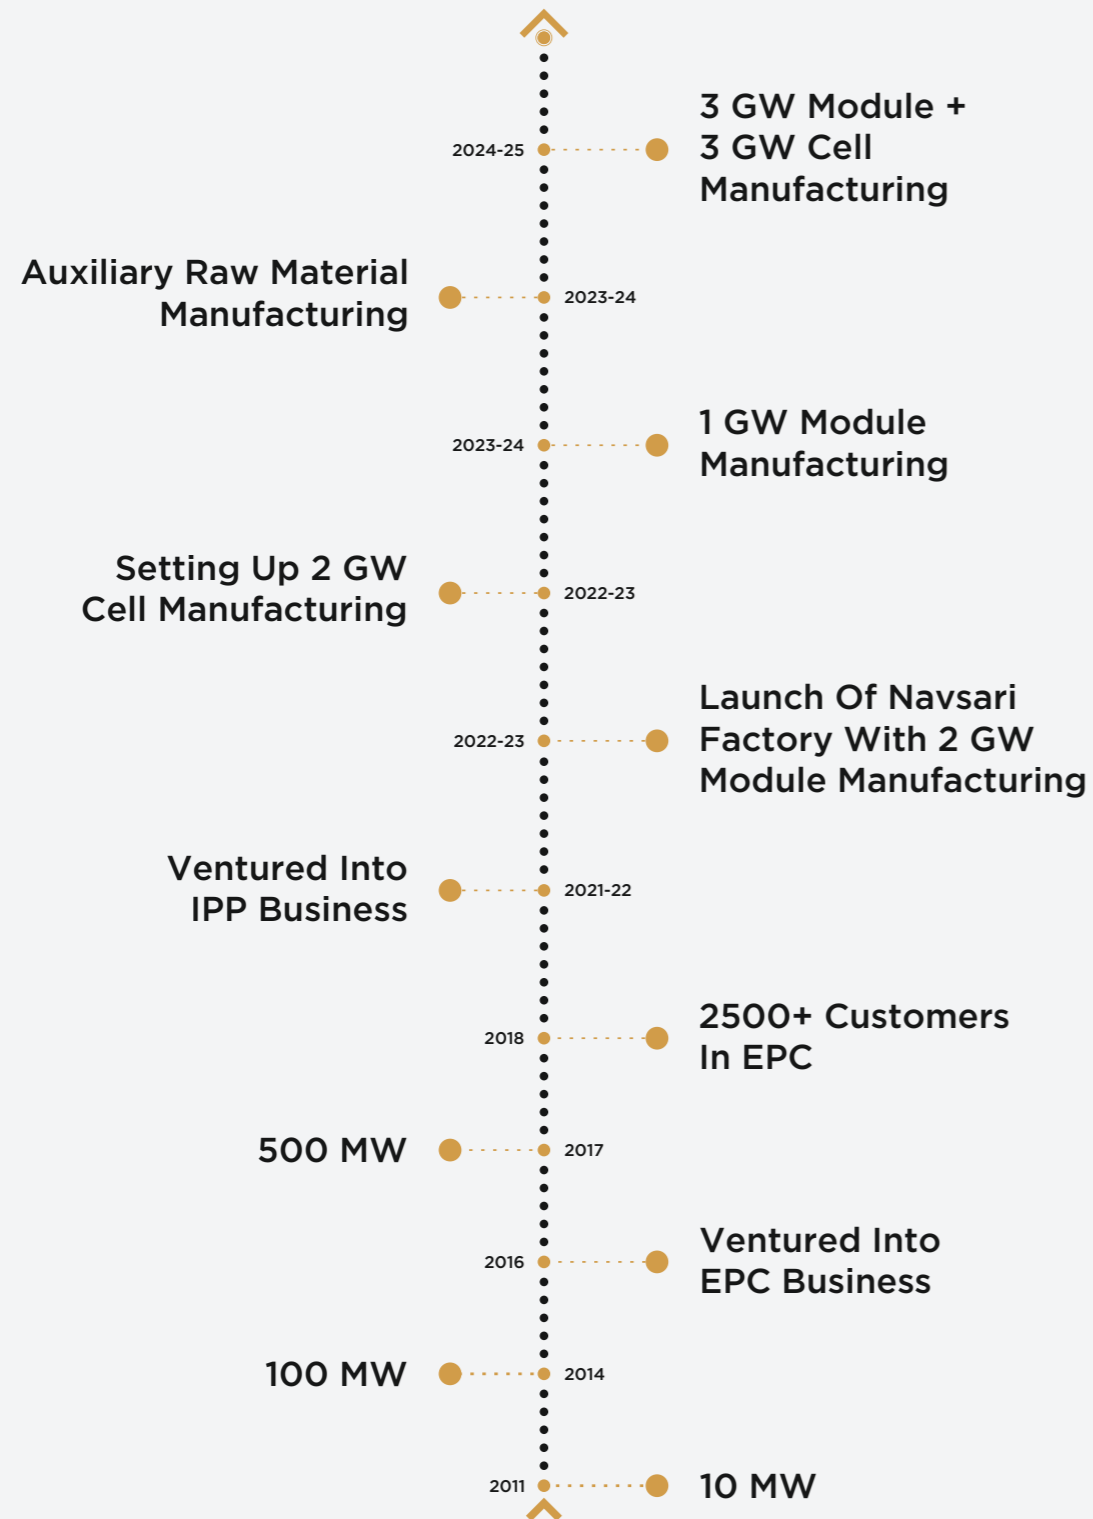 3 GW Module +
3 GW Cell
Manufacturing
2024-25
Auxiliary Raw Material
Manufacturing
2023-24
1 GW Module
Manufacturing
2023-24
Setting Up 2 GW
Cell Manufacturing
2022-23
Launch Of Navsari
Factory With 2 GW
Module Manufacturing
2022-23
Ventured Into
IPP Business
2021-22
2500+ Customers
In EPC
2018
500 MW
2017
Ventured Into
EPC Business
2016
100 MW
2014
2011
10 MW